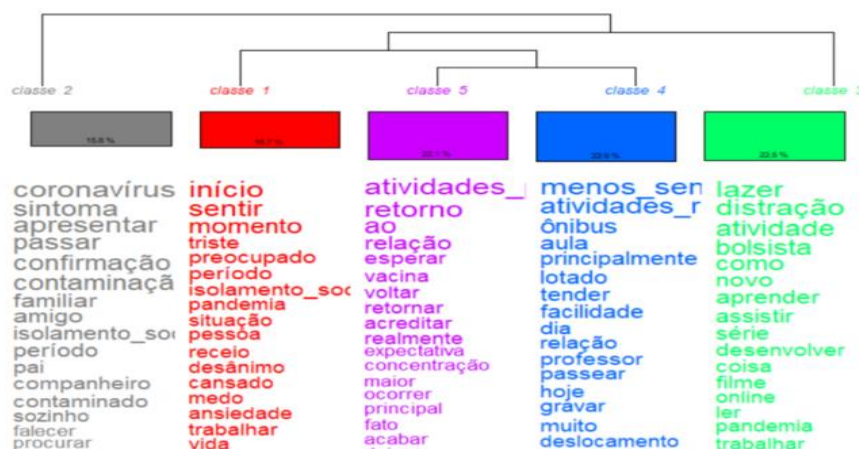 classe 2
classe 1
classe 5
classe 4
classe 3
coronavírus
sintoma
apresentar
passar
confirmação
contaminaçã
familiar
amigo
isolamento_so
período
pai
companheiro
contaminado
sozinho
falecer
procurar
início
sentir
momento
triste
preocupado
período
isolamento_soc
pandemia
situação
pessoa
receio
desânimo
cansado
medo
ansiedade
trabalhar
vida
atividades_
retorno
ao
relação
esperar
vacina
voltar
retornar
acreditar
realmente
expectativa
concentração
maior
ocorrer
principal
fato
acabar
menos_sen
atividades_r
ônibus
aula
principalmente
lotado
tender
facilidade
dia
relação
professor
passear
hoje
gravar
muito
deslocamento
lazer
distração
atividade
bolsista
como
novo
aprender
assistir
série
desenvolver
coisa
filme
online
ler
pandemia
trabalhar